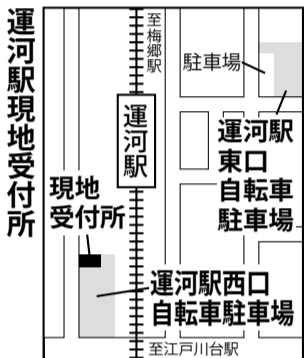 運河駅現地受付所
至梅郷駅
駐車場
運河駅
運河駅
東口
自転車
駐車場
現地
受付所
運河駅西口
自転車駐車場
至江戸川台駅